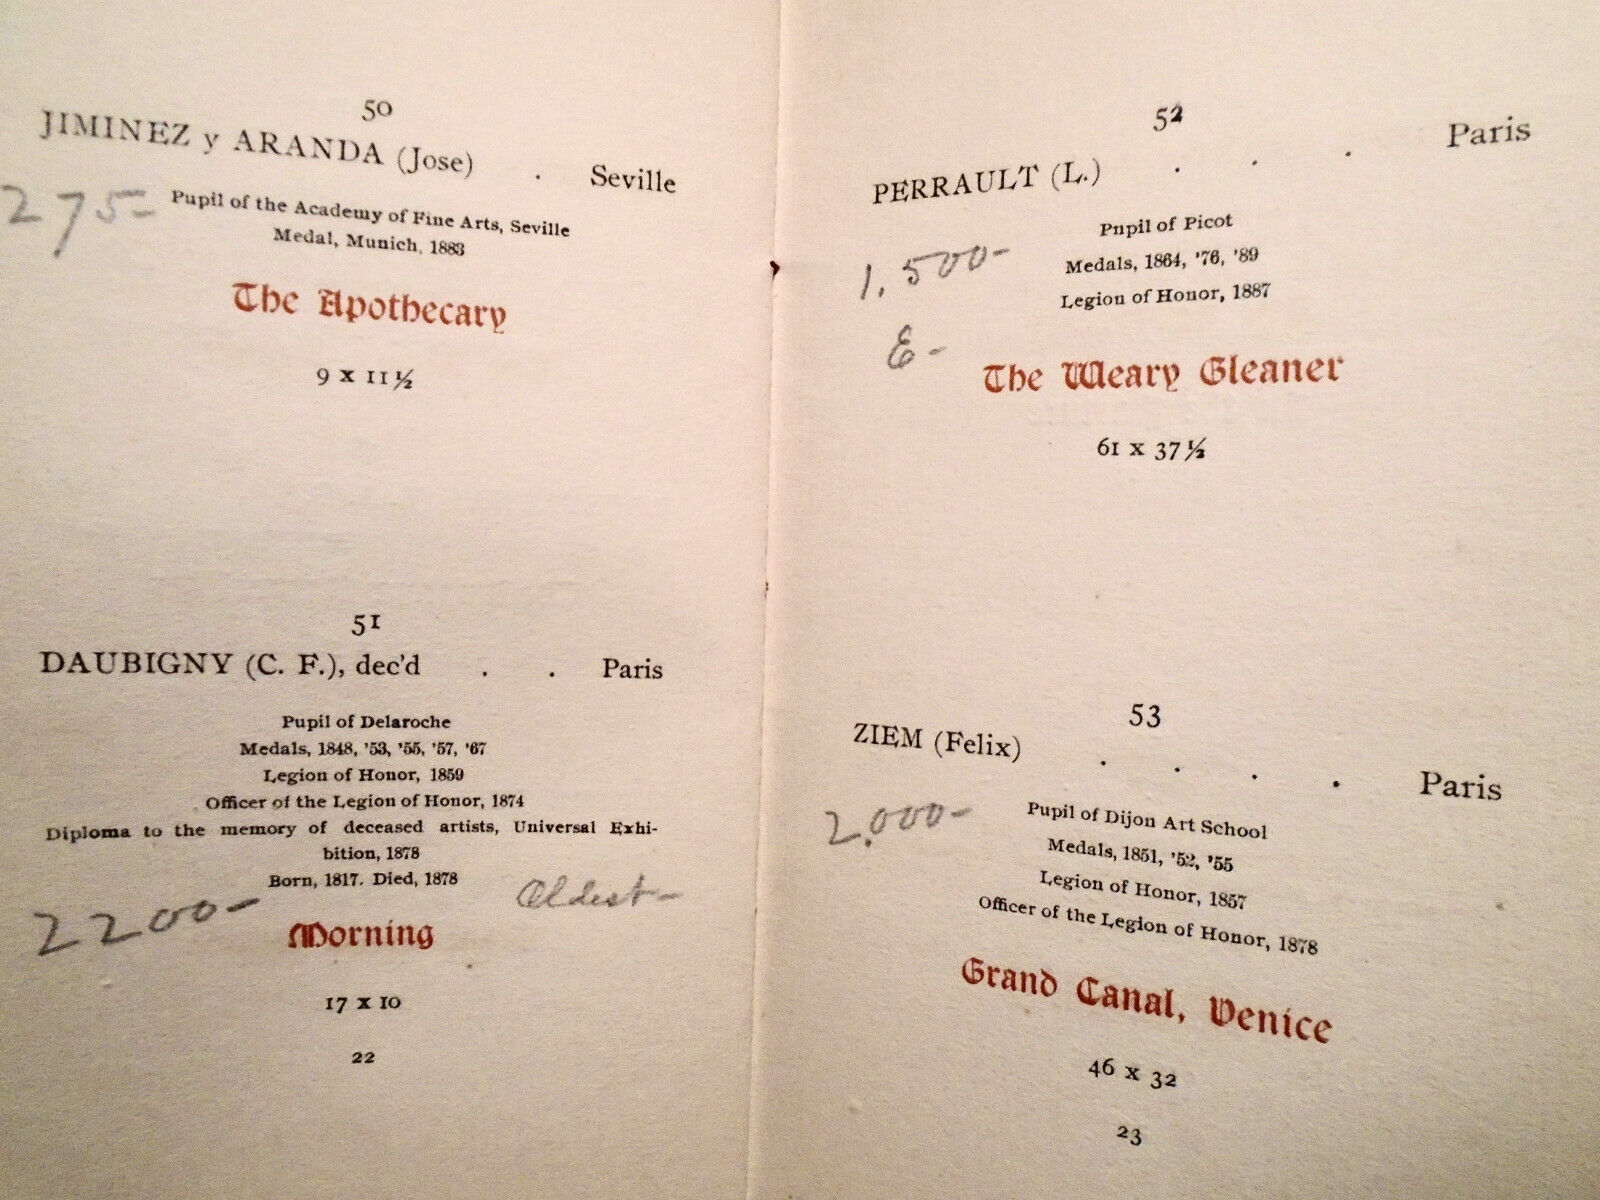 50
JIMINEZ y ARANDA (Jose) . Seville
275-
Pupil of the Academy of Fine Arts, Seville
Medal, Munich, 1883
The Apothecary
9 x 11 ½
51
DAUBIGNY (C. F.), dec'd . . Paris
Pupil of Delaroche
Medals, 1848, '53, '55, '57, '67
Legion of Honor, 1859
Officer of the Legion of Honor, 1874
Diploma to the memory of deceased artists, Universal Exhi-
bition, 1878
Born, 1817. Died, 1878
2200- Oldest-
Morning
17 x 10
22
52
PERRAULT (L.) . . . Paris
Pnpil of Picot
1,500-
Medals, 1864, '76, '89
Legion of Honor, 1887
E-
The Weary Gleaner
61 x 37 ½
53
ZIEM (Felix) . . . . Paris
2.000-
Pupil of Dijon Art School
Medals, 1851, '52, '55
Legion of Honor, 1857
Officer of the Legion of Honor, 1878
Grand Canal, Venice
46 x 32
23